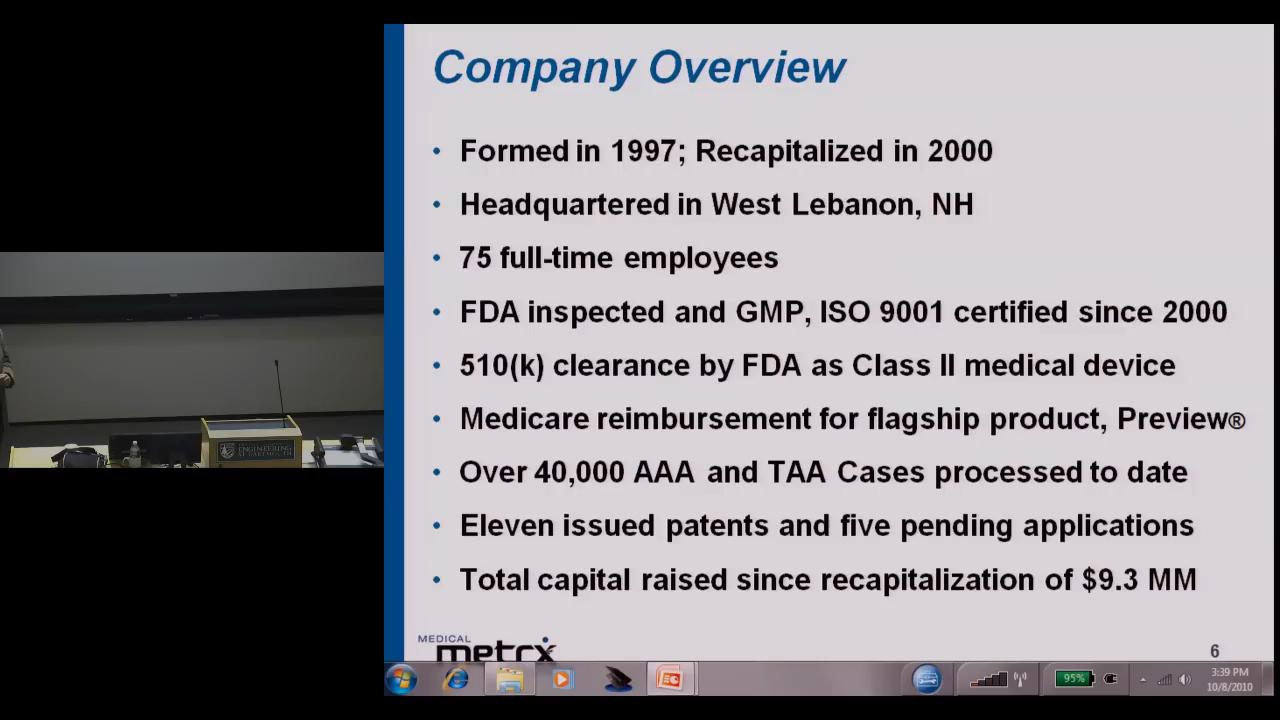 Company Overview
• Formed in 1997; Recapitalized in 2000
• Headquartered in West Lebanon, NH
• 75 full-time employees
• FDA inspected and GMP, ISO 9001 certified since 2000
• 510(k) clearance by FDA as Class II medical device
• Medicare reimbursement for flagship product, Preview®
• Over 40,000 AAA and TAA Cases processed to date
• Eleven issued patents and five pending applications
• Total capital raised since recapitalization of $9.3 MM
MEDICAL
metrx
6
95%
3:39 PM
10/8/2010
ENGINEERING
AT DARTMOUTH